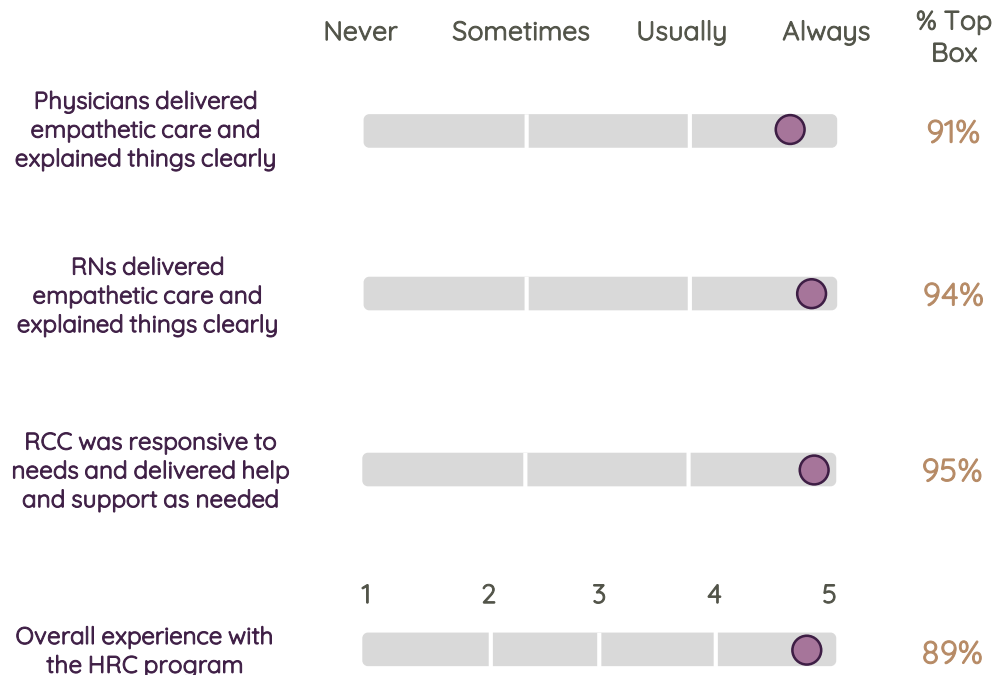 Never Sometimes Usually Always % Top
Box
Physicians delivered
empathetic care and
explained things clearly
91%
RNs delivered
empathetic care and
explained things clearly
94%
RCC was responsive to
needs and delivered help
and support as needed
95%
1 2 3 4 5
Overall experience with
the HRC program
89%